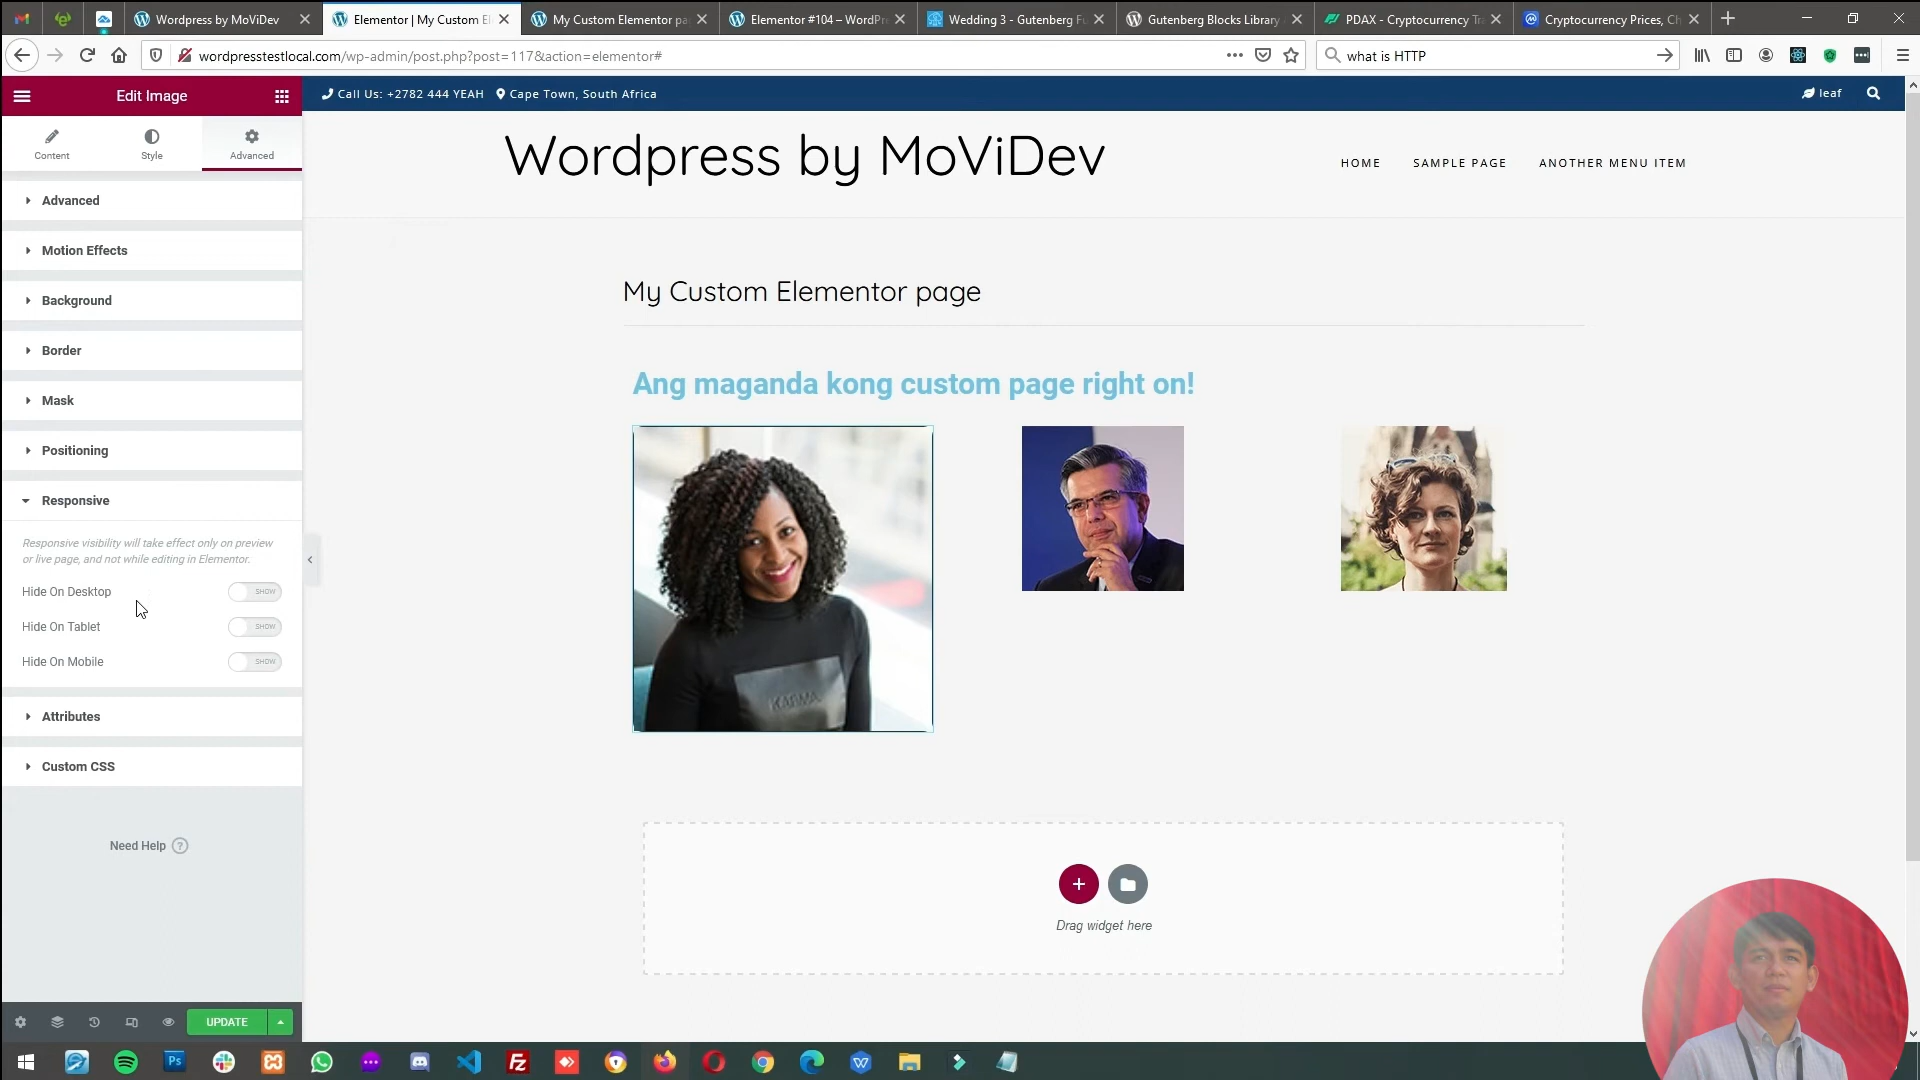 Wordpress by MoViDev
Elementor | My Custom El
My Custom Elementor pa
Elementor #104 – WordPre
Wedding 3 - Gutenberg Fu
Gutenberg Blocks Library
PDAX - Cryptocurrency Tra
Cryptocurrency Prices, Ch
wordpresstestlocal.com/wp-admin/post.php?post=117&action=elementor#
what is HTTP
Edit Image
Content
Style
Advanced
Advanced
Motion Effects
Background
Border
Mask
Positioning
Responsive
Responsive visibility will take effect only on preview
or live page, and not while editing in Elementor.
Hide On Desktop
SHOW
Hide On Tablet
SHOW
Hide On Mobile
SHOW
Attributes
Custom CSS
Need Help ?
UPDATE
Call Us: +2782 444 YEAH
Cape Town, South Africa
leaf
Wordpress by MoViDev
HOME
SAMPLE PAGE
ANOTHER MENU ITEM
My Custom Elementor page
Ang maganda kong custom page right on!
KARMA
Drag widget here
Ps
Fz